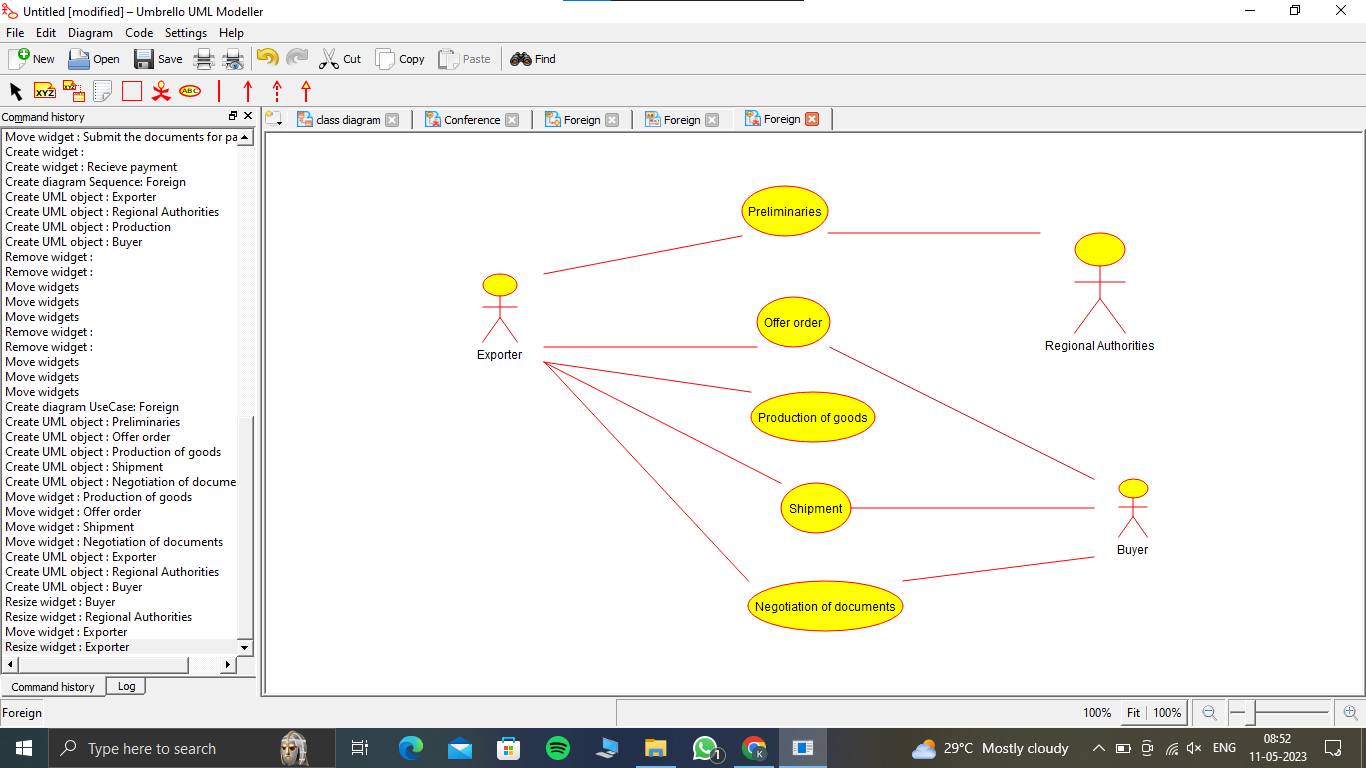 Untitled [modified] – Umbrello UML Modeller
File Edit Diagram Code Settings Help
New Open Save Cut Copy Paste Find
XYZ XYZ ABC
Command history
class diagram Conference Foreign Foreign Foreign
Move widget : Submit the documents for pa
Create widget :
Create widget : Recieve payment
Create diagram Sequence: Foreign
Create UML object : Exporter
Create UML object : Regional Authorities
Create UML object : Production
Create UML object : Buyer
Remove widget :
Remove widget :
Move widgets
Move widgets
Move widgets
Remove widget :
Remove widget :
Move widgets
Move widgets
Move widgets
Create diagram UseCase: Foreign
Create UML object : Preliminaries
Create UML object : Offer order
Create UML object : Production of goods
Create UML object : Shipment
Create UML object : Negotiation of docume
Move widget : Production of goods
Move widget : Offer order
Move widget : Shipment
Move widget : Negotiation of documents
Create UML object : Exporter
Create UML object : Regional Authorities
Create UML object : Buyer
Resize widget : Buyer
Resize widget : Regional Authorities
Move widget : Exporter
Resize widget : Exporter
Command history Log
Preliminaries
Exporter
Offer order
Regional Authorities
Production of goods
Shipment
Buyer
Negotiation of documents
Foreign
100% Fit 100%
Type here to search
1
K
29°C Mostly cloudy
ENG
08:52
11-05-2023